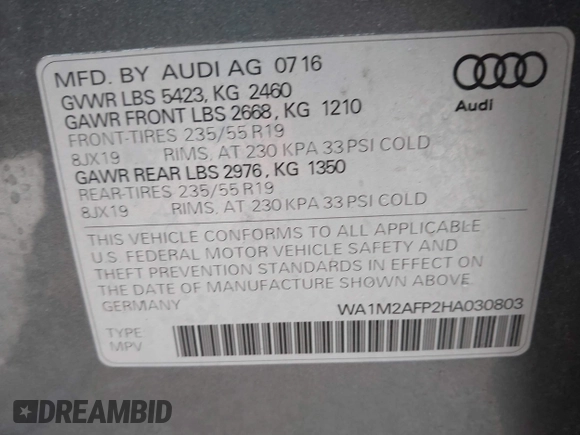 MFD. BY AUDI AG 0716
GVWR LBS 5423, KG 2460
GAWR FRONT LBS 2668, KG 1210
FRONT-TIRES 235/55 R19
8JX19 RIMS, AT 230 KPA 33 PSI COLD
GAWR REAR LBS 2976, KG 1350
REAR-TIRES 235/55 R19
8JX19 RIMS, AT 230 KPA 33 PSI COLD
Audi
THIS VEHICLE CONFORMS TO ALL APPLICABLE
U.S. FEDERAL MOTOR VEHICLE SAFETY AND
THEFT PREVENTION STANDARDS IN EFFECT ON
THE DATE OF MANUFACTURE SHOWN ABOVE
GERMANY WA1M2AFP2HA030803
TYPE
MPV
DREAMBID